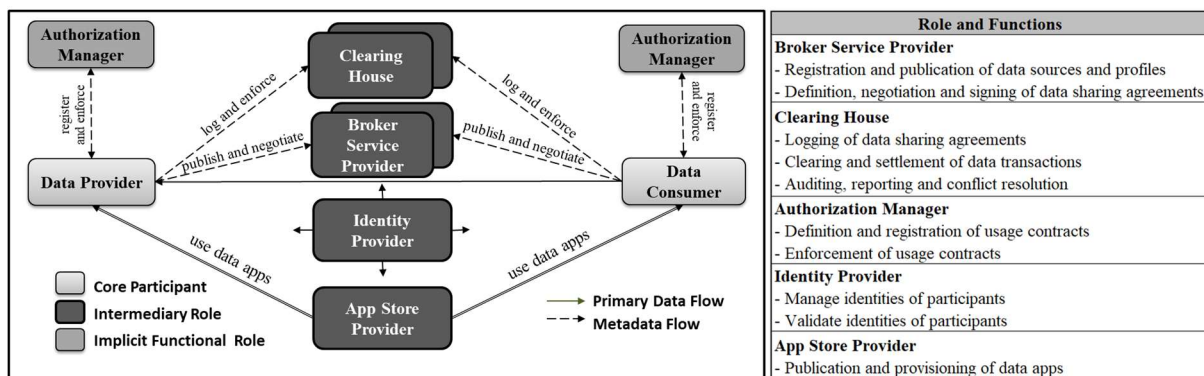 Authorization
Manager
Clearing
House
Authorization
Manager
register
and enforce
log and enforce
log and enforce
register
and enforce
publish and negotiate
Broker
Service
Provider
publish and negotiate
Data Provider
Data
Consumer
Identity
Provider
use data apps
use data apps
App Store
Provider
Core Participant
Intermediary Role
Implicit Functional Role
Primary Data Flow
Metadata Flow
Role and Functions
Broker Service Provider
- Registration and publication of data sources and profiles
- Definition, negotiation and signing of data sharing agreements
Clearing House
- Logging of data sharing agreements
- Clearing and settlement of data transactions
- Auditing, reporting and conflict resolution
Authorization Manager
- Definition and registration of usage contracts
- Enforcement of usage contracts
Identity Provider
- Manage identities of participants
- Validate identities of participants
App Store Provider
- Publication and provisioning of data apps